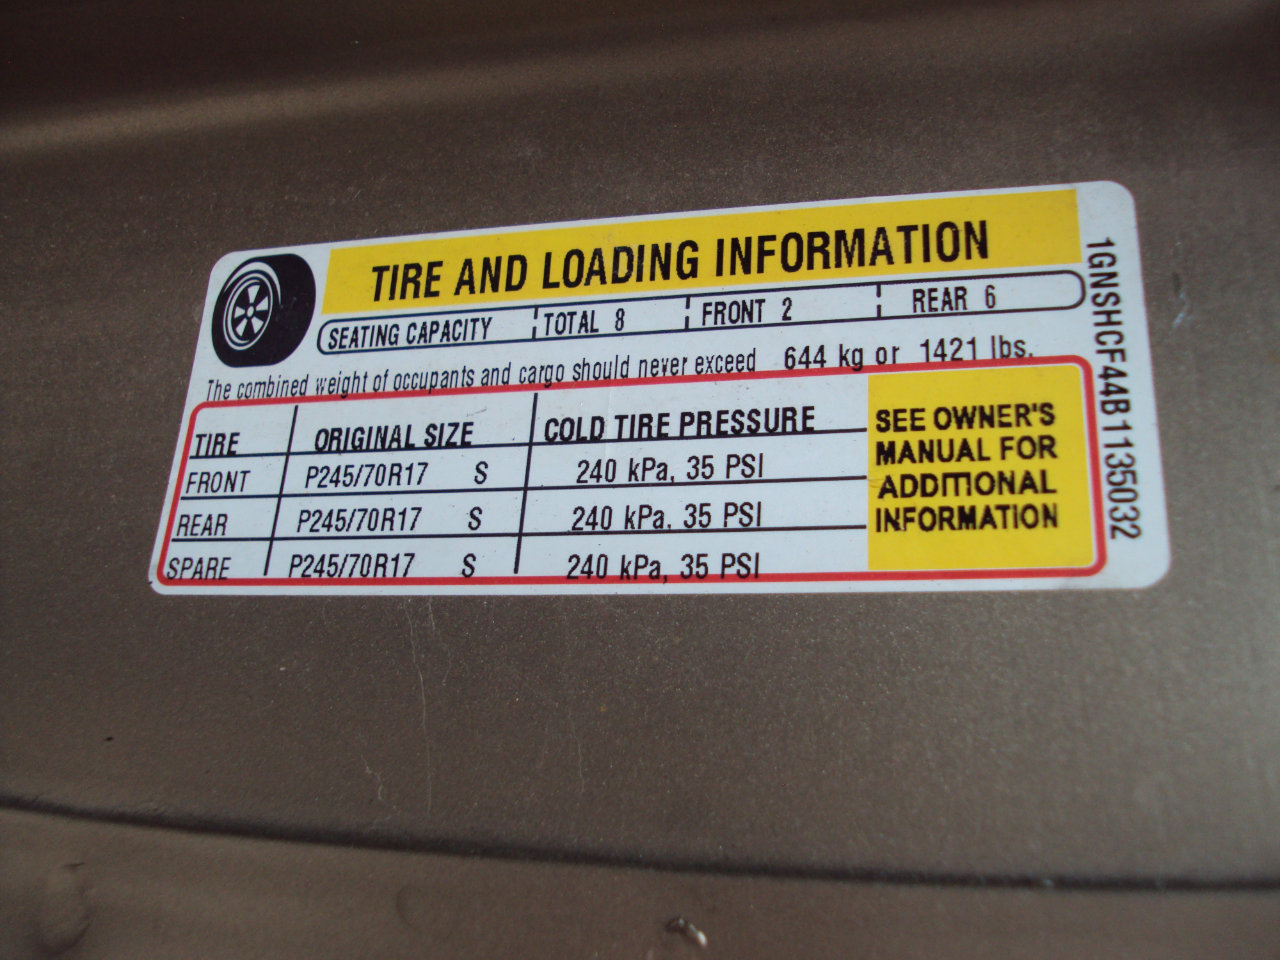 TIRE AND LOADING INFORMATION
SEATING CAPACITY TOTAL 8 FRONT 2 REAR 6
The combined weight of occupants and cargo should never exceed 644 kg or 1421 lbs.
TIRE ORIGINAL SIZE COLD TIRE PRESSURE
FRONT P245/70R17 S 240 kPa, 35 PSI
REAR P245/70R17 S 240 kPa, 35 PSI
SPARE P245/70R17 S 240 kPa, 35 PSI
SEE OWNER'S
MANUAL FOR
ADDITIONAL
INFORMATION
1GNSHCF44B1135032